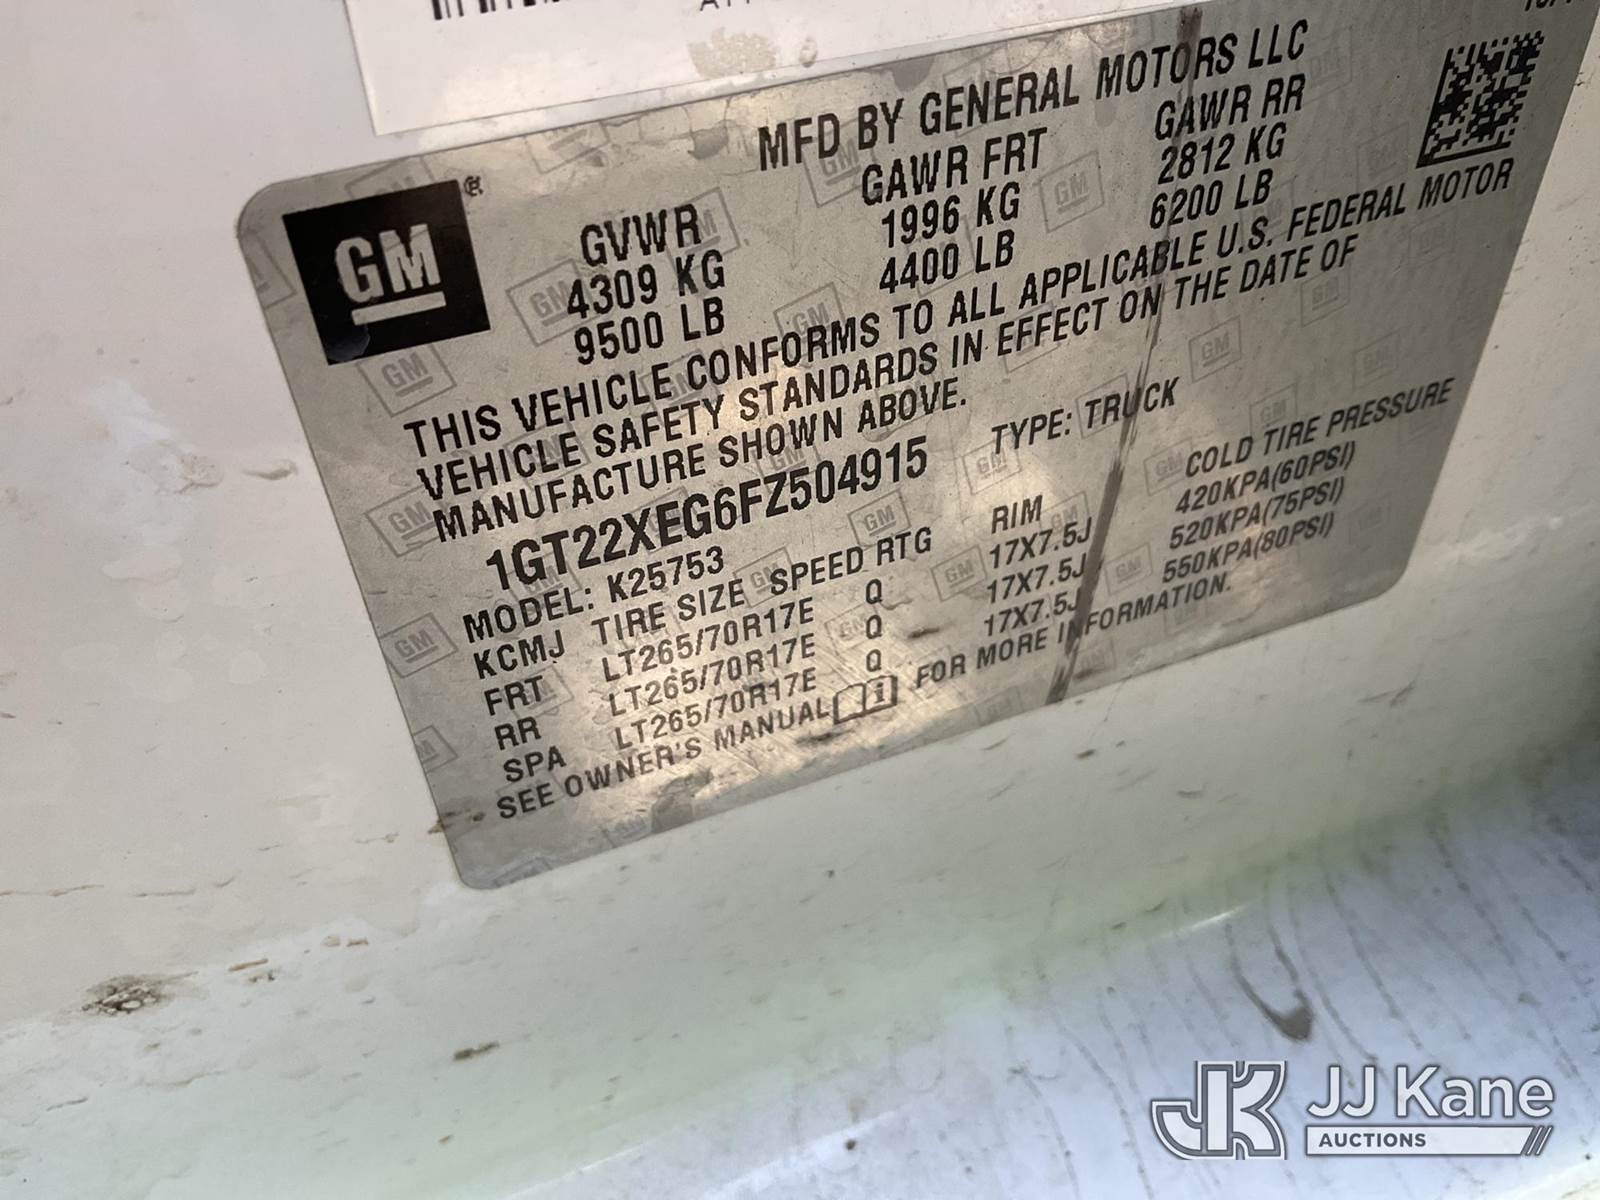 MFD BY GENERAL MOTORS LLC
GM
GVWR GAWR FRT GAWR RR
4309 KG 1996 KG 2812 KG
9500 LB 4400 LB 6200 LB
THIS VEHICLE CONFORMS TO ALL APPLICABLE U.S. FEDERAL MOTOR
VEHICLE SAFETY STANDARDS IN EFFECT ON THE DATE OF
MANUFACTURE SHOWN ABOVE.
1GT22XEG6FZ504915 TYPE: TRUCK
MODEL: K25753
KCMJ TIRE SIZE SPEED RTG RIM COLD TIRE PRESSURE
FRT LT265/70R17E Q 17X7.5J 420KPA(60PSI)
RR LT265/70R17E Q 17X7.5J 520KPA(75PSI)
SPA LT265/70R17E Q 17X7.5J 550KPA(80PSI)
SEE OWNER'S MANUAL FOR MORE INFORMATION.
JK JJ Kane
AUCTIONS